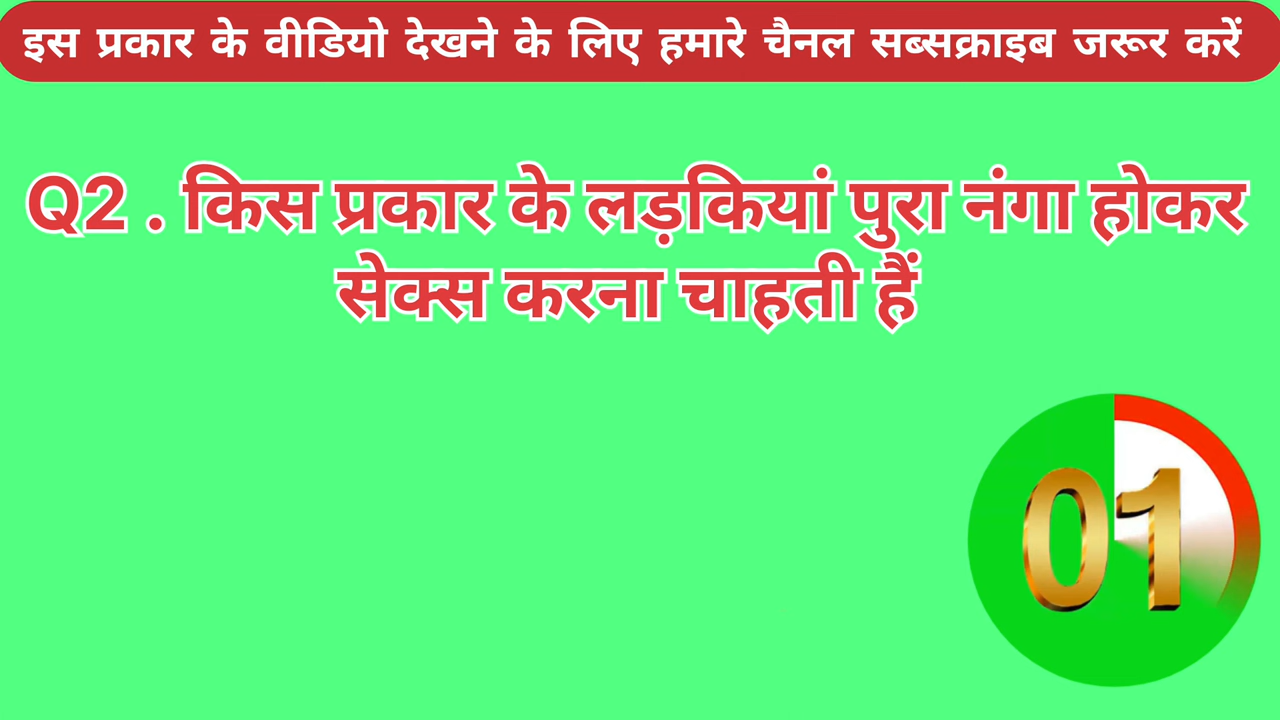 इस प्रकार के वीडियो देखने के लिए हमारे चैनल सब्सक्राइब जरूर करें
Q2 . किस प्रकार के लड़कियां पुरा नंगा होकर
सेक्स करना चाहती हैं
01